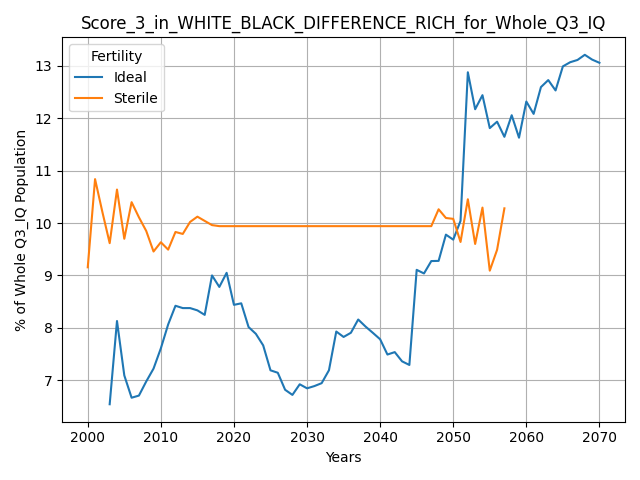 Score_3_in_WHITE_BLACK_DIFFERENCE_RICH_for_Whole_Q3_IQ
Fertility
Ideal
Sterile
% of Whole Q3_IQ Population
13
12
11
10
9
8
7
2000 2010 2020 2030 2040 2050 2060 2070
Years